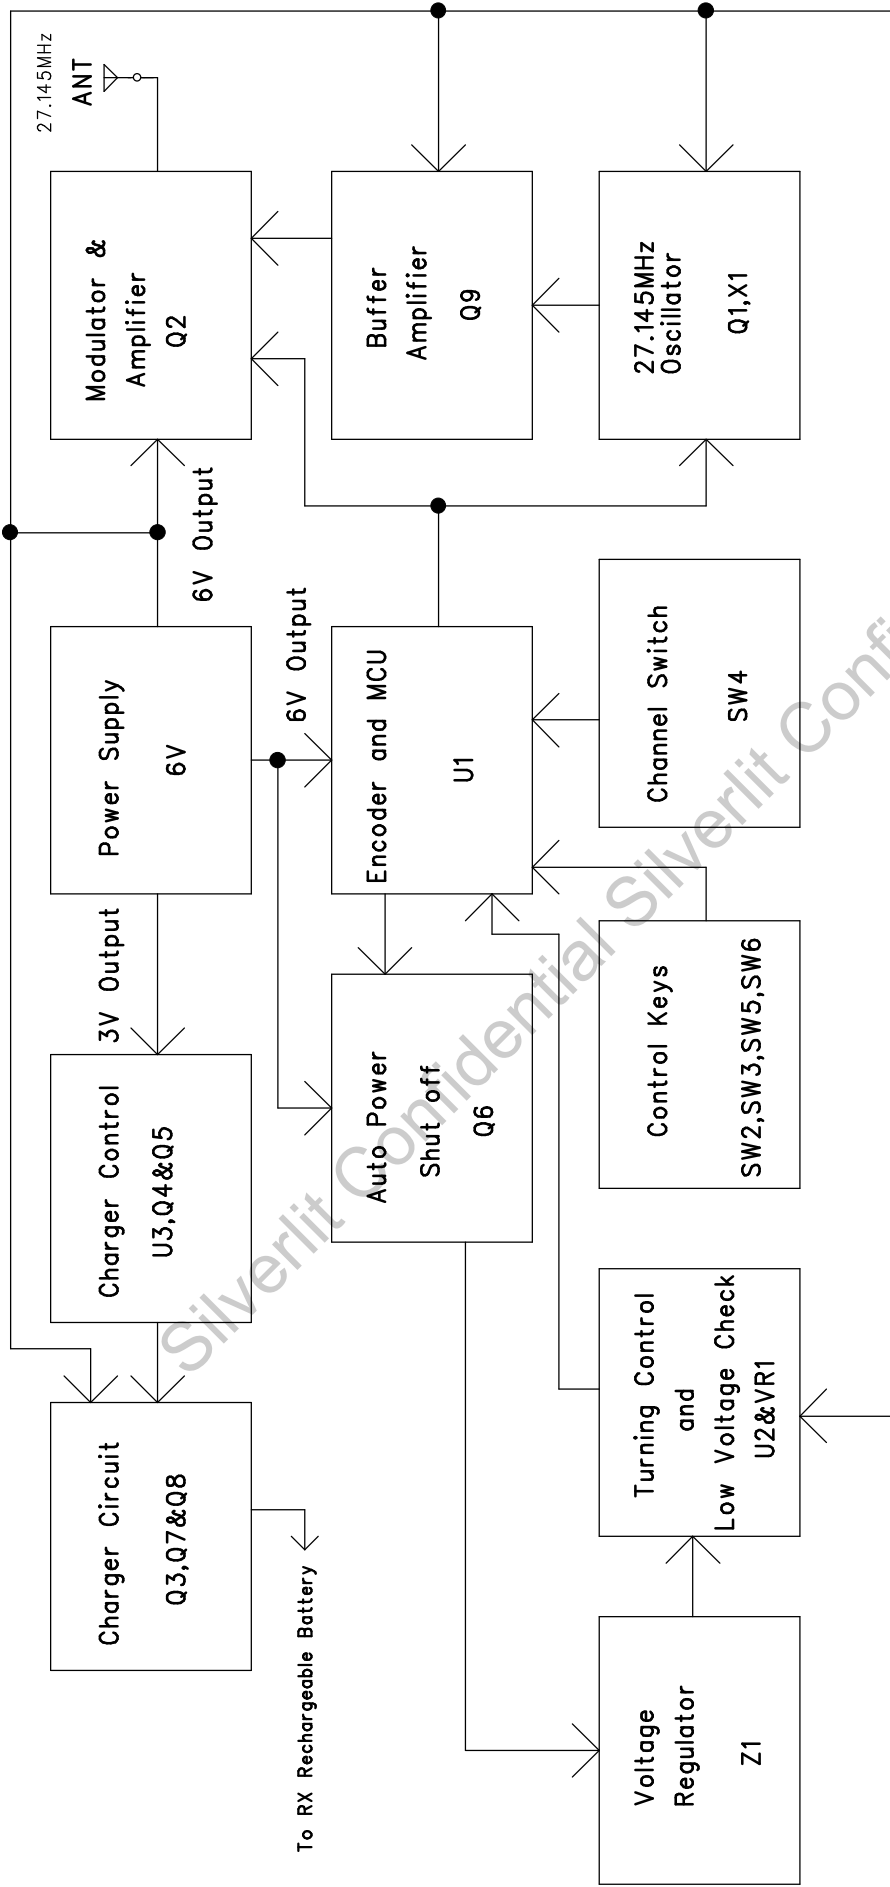 To RX Rechargeable Battery
Charger Circuit
Q3,Q7&Q8
Charger Control
U3,Q4&Q5
3V Output
Power Supply
6V
6V Output
Modulator &
Amplifier
Q2
27.145MHz
ANT
Auto Power
Shut off
Q6
6V Output
Encoder and MCU
U1
Buffer
Amplifier
Q9
Voltage
Regulator
Z1
Turning Control
and
Low Voltage Check
U2&VR1
Control Keys
SW2,SW3,SW5,SW6
Channel Switch
SW4
27.145MHz
Oscillator
Q1,X1
Silverlit Confidential Silverlit Confi